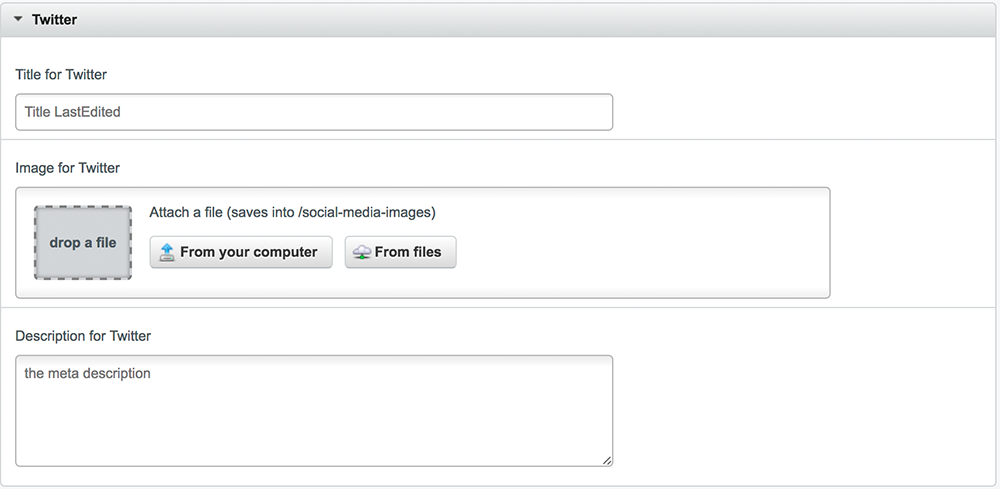 Twitter
Title for Twitter
Title LastEdited
Image for Twitter
Attach a file (saves into /social-media-images)
drop a file
From your computer From files
Description for Twitter
the meta description